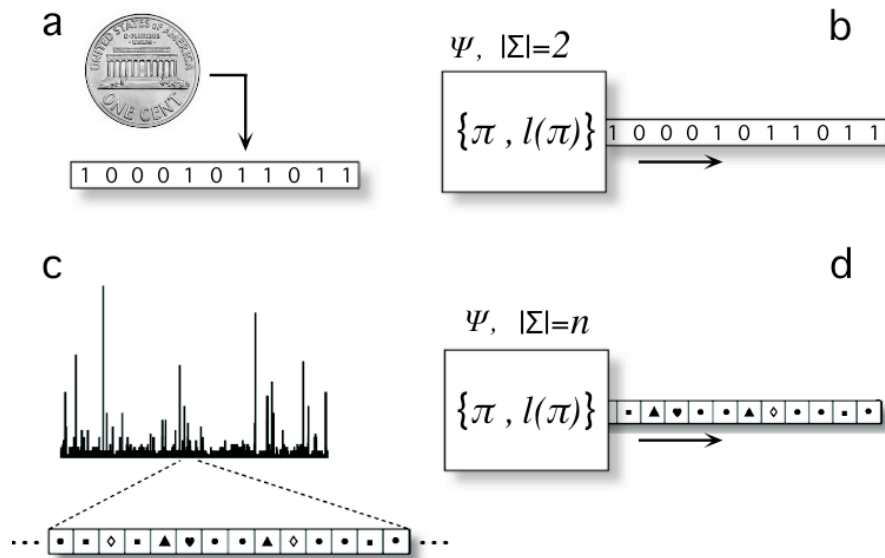 a
UNITED STATES of AMERICA
E·PLURIBUS
·UNUM·
ONE CENT
1 0 0 0 1 0 1 1 0 1 1
b
Ψ, |Σ|=2
{π , l(π)}
1 0 0 0 1 0 1 1 0 1 1
c
d
Ψ, |Σ|=n
{π , l(π)}